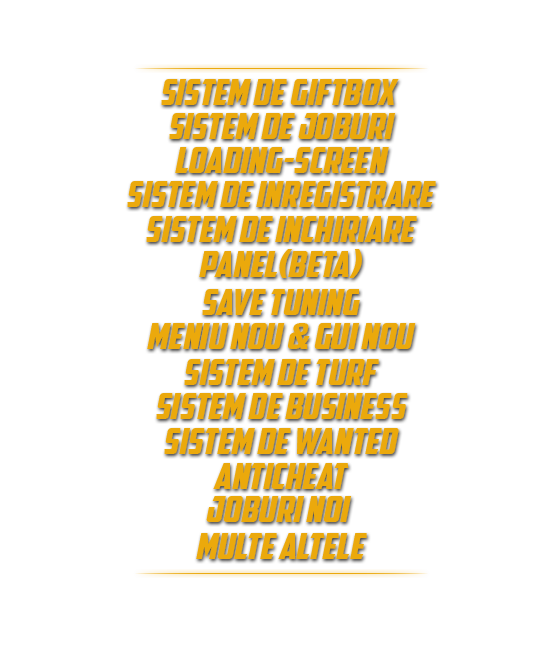 SISTEM DE GIFTBOX
SISTEM DE JOBURI
LOADING-SCREEN
SISTEM DE INREGISTRARE
SISTEM DE INCHIRIARE
PANEL(BETA)
SAVE TUNING
MENIU NOU & GUI NOU
SISTEM DE TURF
SISTEM DE BUSINESS
SISTEM DE WANTED
ANTICHEAT
JOBURI NOI
MULTE ALTELE